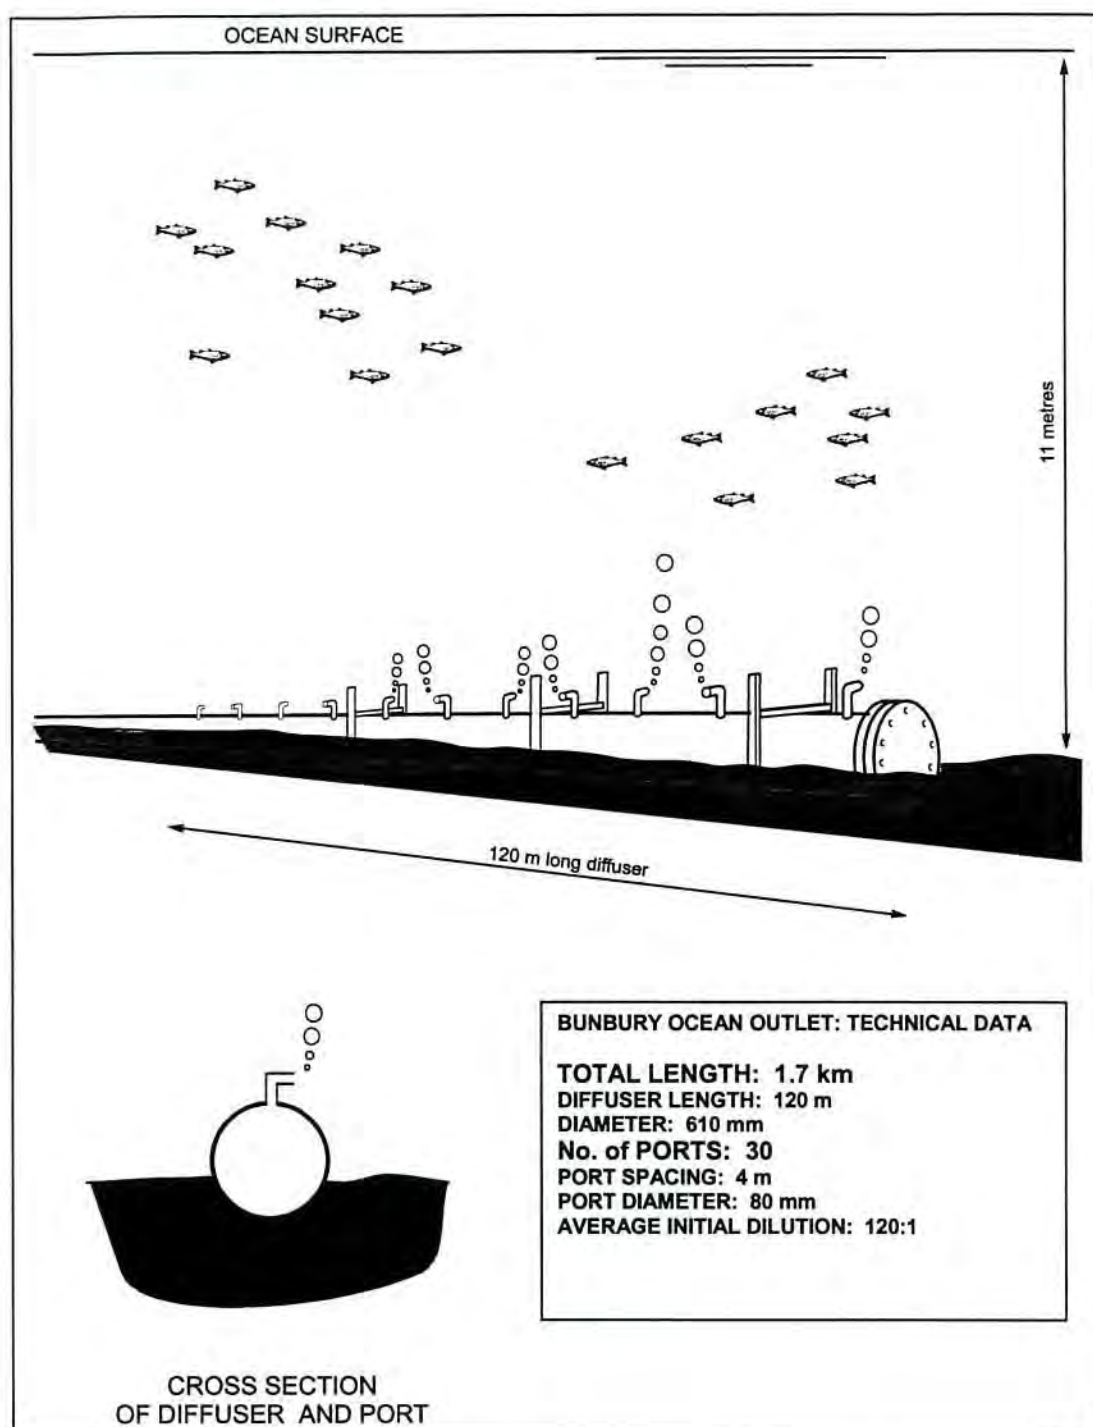 OCEAN SURFACE
11 metres
120 m long diffuser
BUNBURY OCEAN OUTLET: TECHNICAL DATA
TOTAL LENGTH: 1.7 km
DIFFUSER LENGTH: 120 m
DIAMETER: 610 mm
No. of PORTS: 30
PORT SPACING: 4 m
PORT DIAMETER: 80 mm
AVERAGE INITIAL DILUTION: 120:1
CROSS SECTION
OF DIFFUSER AND PORT